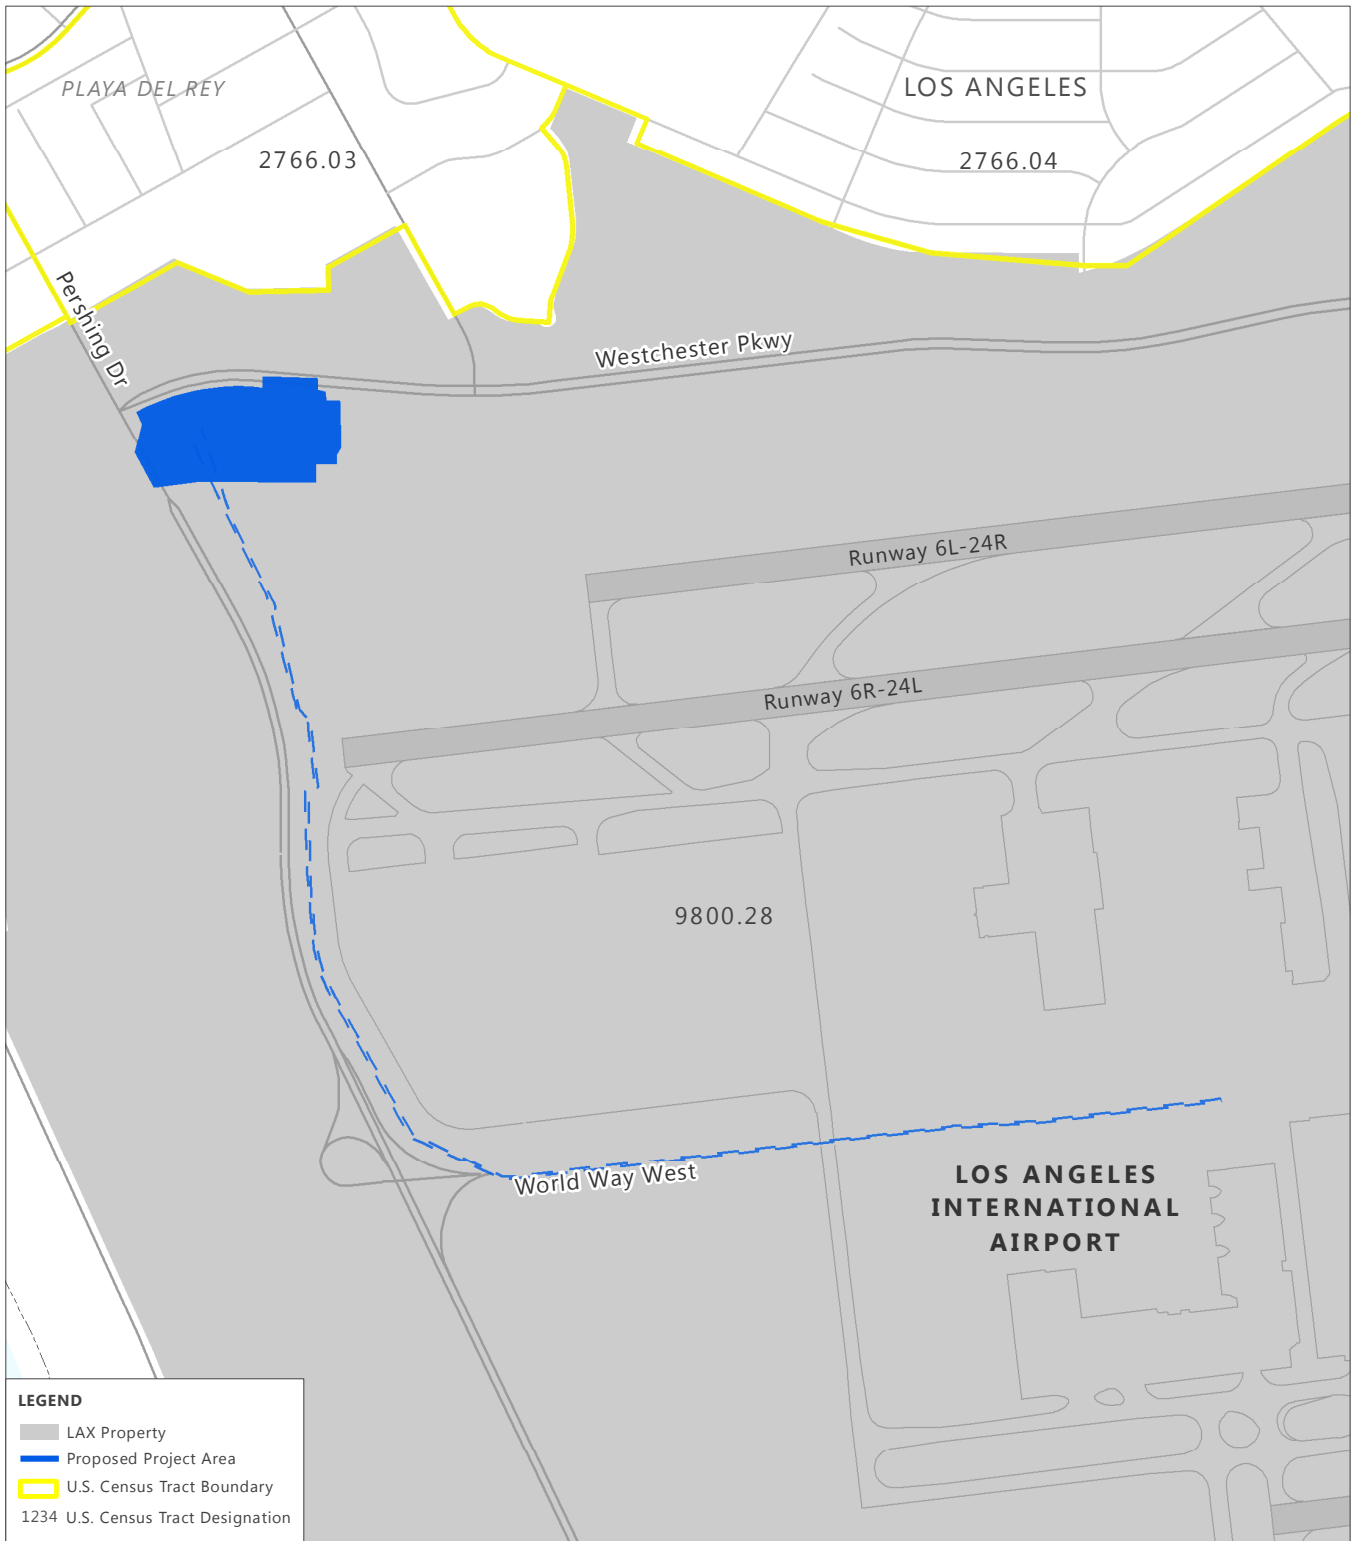 PLAYA DEL REY
LOS ANGELES
2766.03
2766.04
Pershing Dr
Westchester Pkwy
Runway 6L-24R
Runway 6R-24L
9800.28
World Way West
LOS ANGELES
INTERNATIONAL
AIRPORT
LEGEND
LAX Property
Proposed Project Area
U.S. Census Tract Boundary
1234 U.S. Census Tract Designation